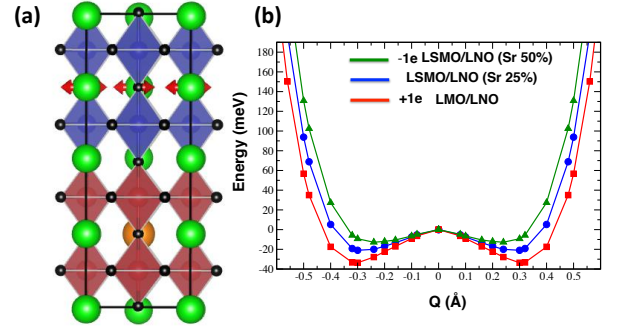 (a)
(b)
-1e LSMO/LNO (Sr 50%)
LSMO/LNO (Sr 25%)
+1e LMO/LNO
Energy (meV)
180
160
140
120
100
80
60
40
20
0
-20
-40
-0.5 -0.4 -0.3 -0.2 -0.1 0 0.1 0.2 0.3 0.4 0.5
Q (Å)